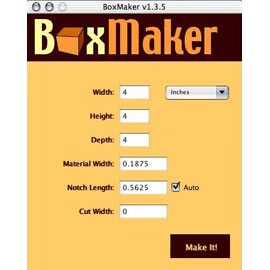 BoxMaker v1.3.5
BoxMaker
Width: 4 Inches
Height: 4
Depth: 4
Material Width: 0.1875
Notch Length: 0.5625 Auto
Cut Width: 0
Make It!